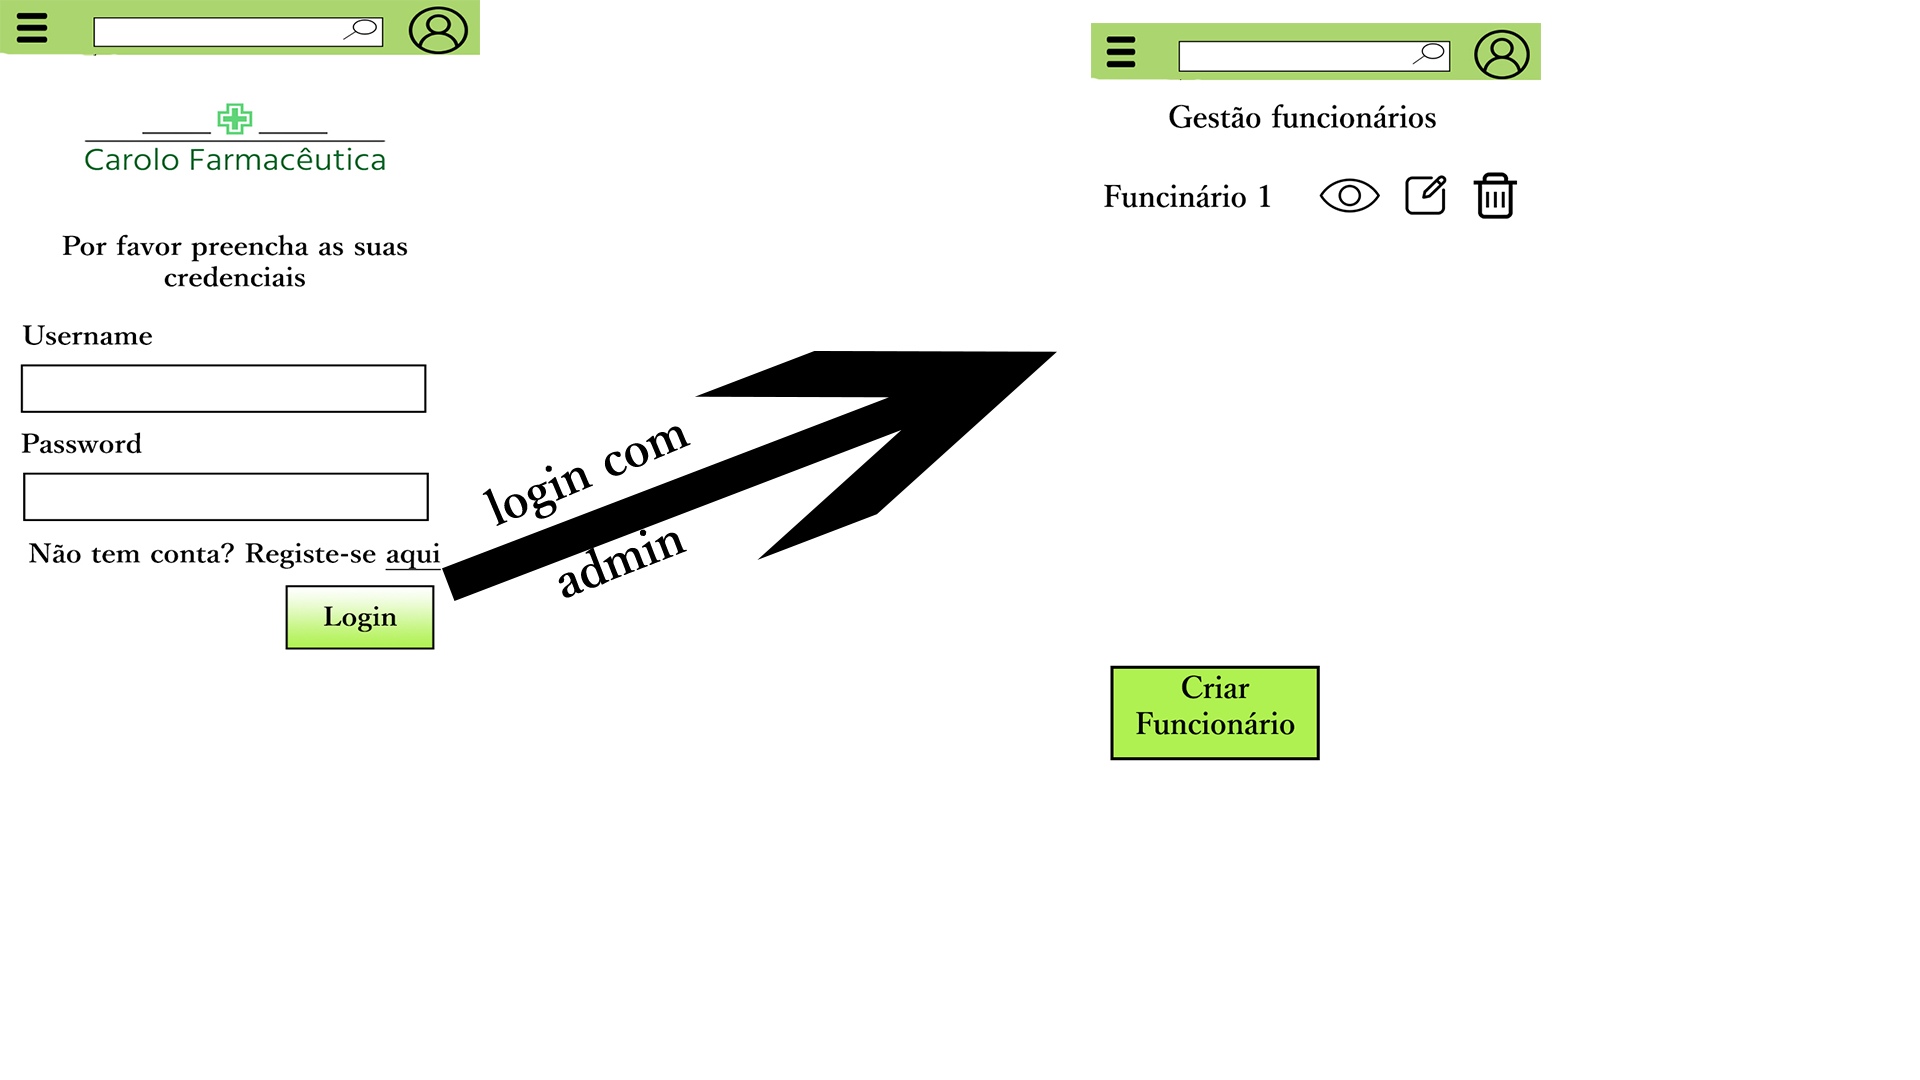 Carolo Farmacêutica
Por favor preencha as suas
credenciais
Username
Password
Não tem conta? Registe-se aqui
Login
login com
admin
Gestão funcionários
Funcinário 1
Criar
Funcionário